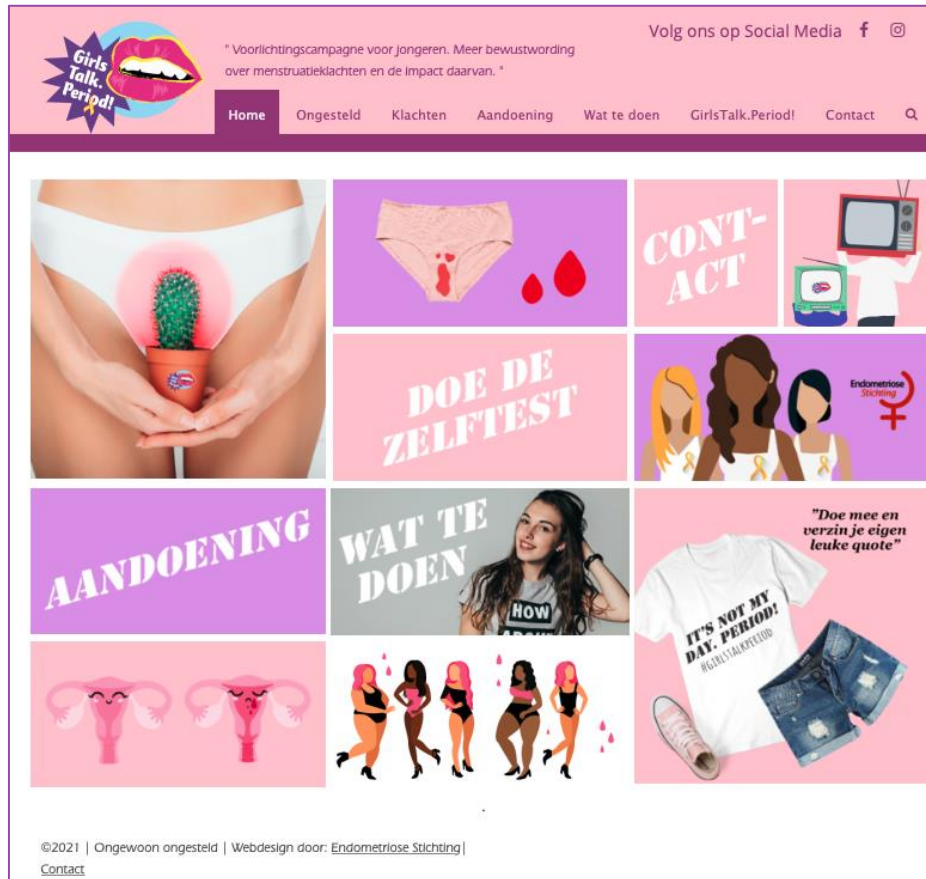 Volg ons op Social Media
Girls
Talk.
Period!
" Voorlichtingscampagne voor jongeren. Meer bewustwording
over menstruatieklachten en de impact daarvan. "
Home Ongesteld Klachten Aandoening Wat te doen GirlsTalk.Period! Contact
CONT-
ACT
DOE DE
ZELFTEST
Endometriose
Stichting
AANDOENING
WAT TE
DOEN
HOW
"Doe mee en
verzin je eigen
leuke quote"
IT'S NOT MY
DAY. PERIOD!
#GIRLSTALKPERIOD
.
©2021 | Ongewoon ongesteld | Webdesign door: Endometriose Stichting|
Contact